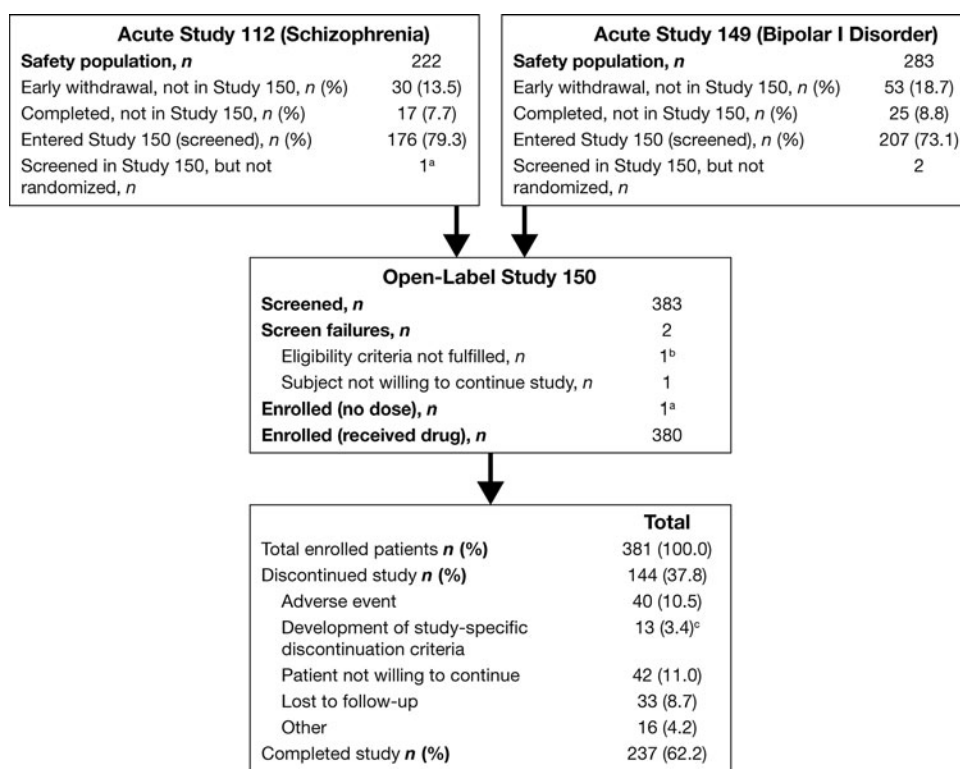 Acute Study 112 (Schizophrenia)
Safety population, n 222
Early withdrawal, not in Study 150, n (%) 30 (13.5)
Completed, not in Study 150, n (%) 17 (7.7)
Entered Study 150 (screened), n (%) 176 (79.3)
Screened in Study 150, but not 1ᵃ
randomized, n
Acute Study 149 (Bipolar I Disorder)
Safety population, n 283
Early withdrawal, not in Study 150, n (%) 53 (18.7)
Completed, not in Study 150, n (%) 25 (8.8)
Entered Study 150 (screened), n (%) 207 (73.1)
Screened in Study 150, but not 2
randomized, n
Open-Label Study 150
Screened, n 383
Screen failures, n 2
Eligibility criteria not fulfilled, n 1ᵇ
Subject not willing to continue study, n 1
Enrolled (no dose), n 1ᵃ
Enrolled (received drug), n 380
Total
Total enrolled patients n (%) 381 (100.0)
Discontinued study n (%) 144 (37.8)
Adverse event 40 (10.5)
Development of study-specific 13 (3.4)ᶜ
discontinuation criteria
Patient not willing to continue 42 (11.0)
Lost to follow-up 33 (8.7)
Other 16 (4.2)
Completed study n (%) 237 (62.2)